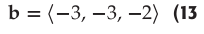 b = ⟨−3, −3, −2⟩ (13